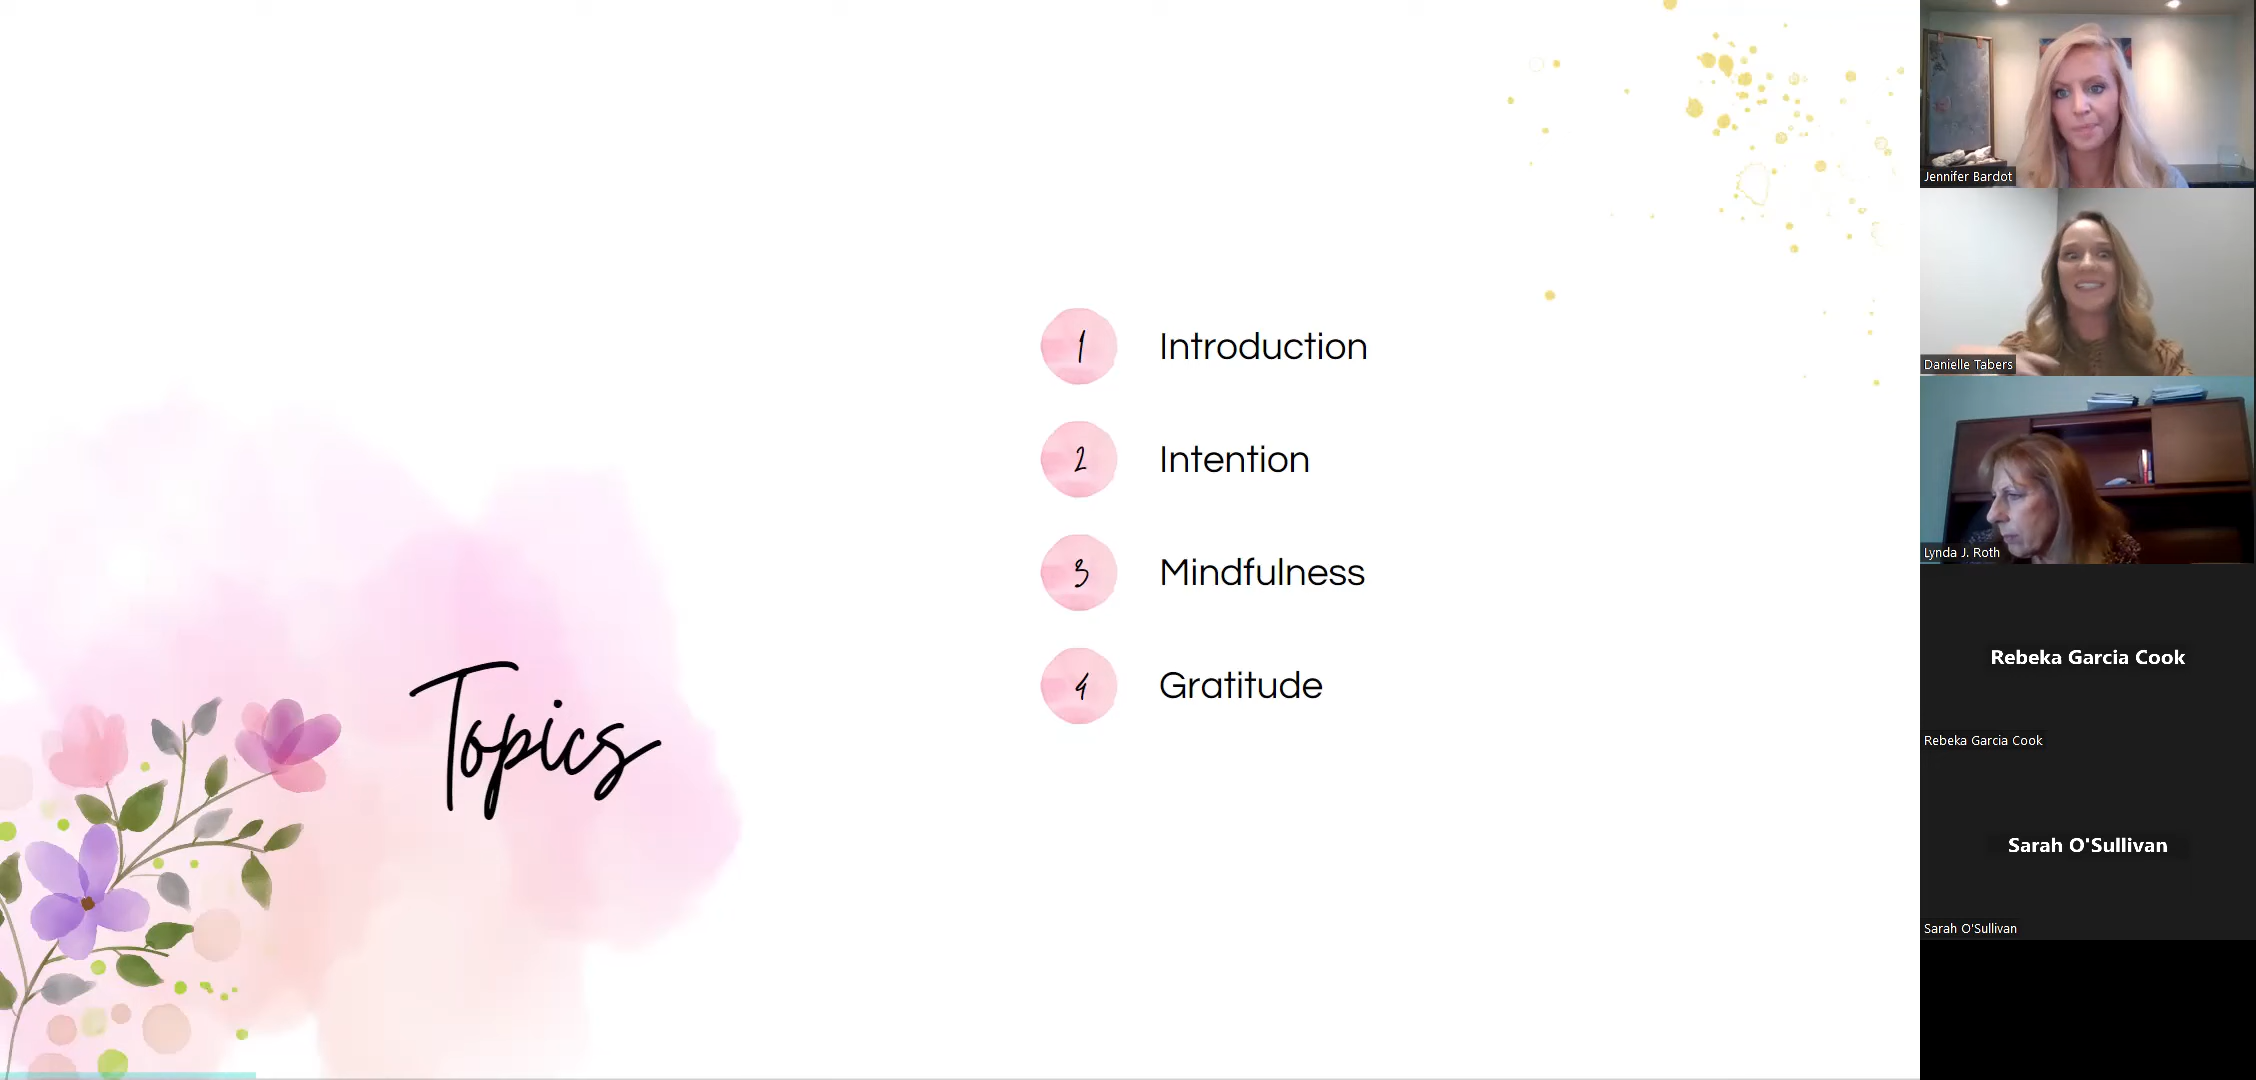 Topics
1 Introduction
2 Intention
3 Mindfulness
4 Gratitude
Jennifer Bardot
Danielle Tabers
Lynda J. Roth
Rebeka Garcia Cook
Rebeka Garcia Cook
Sarah O'Sullivan
Sarah O'Sullivan